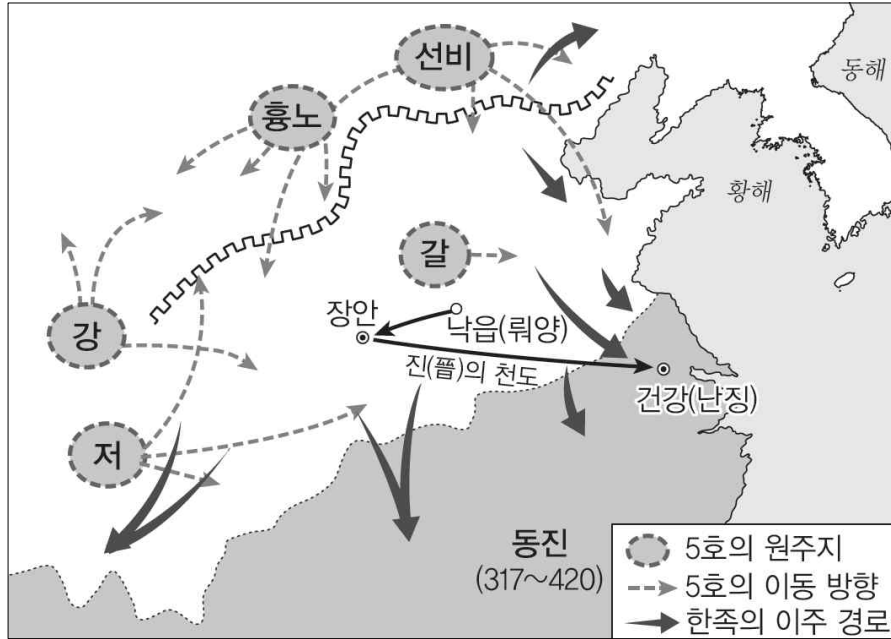 선비
동해
흉노
황해
갈
강
장안
낙읍(뤄양)
진(晉)의 천도
건강(난징)
저
동진
(317～420)
5호의 원주지
5호의 이동 방향
한족의 이주 경로